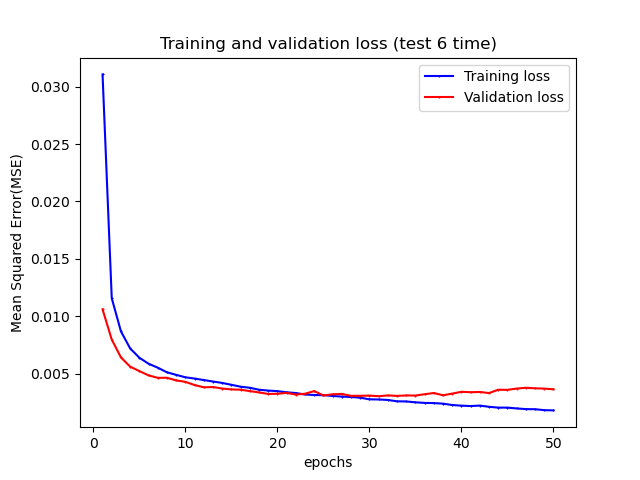 Training and validation loss (test 6 time)
Training loss
Validation loss
Mean Squared Error(MSE)
0.030
0.025
0.020
0.015
0.010
0.005
0
10
20
30
40
50
epochs